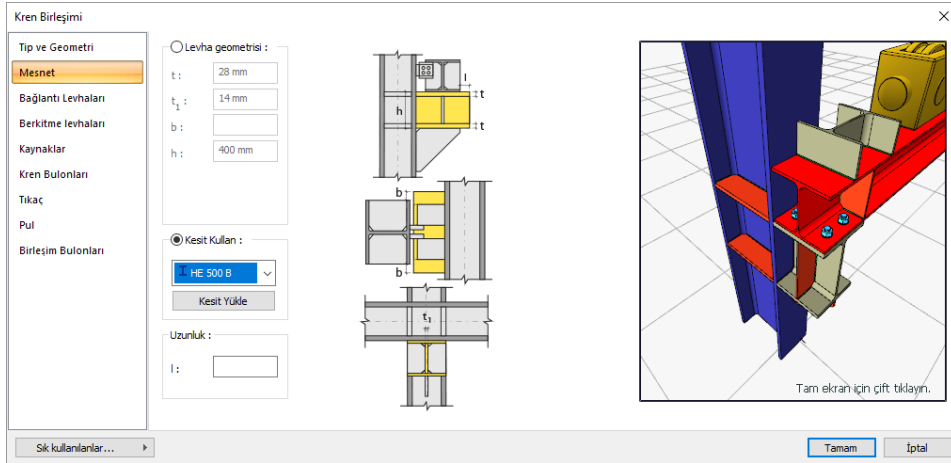 Kren Birleşimi
Tip ve Geometri
Mesnet
Bağlantı Levhaları
Berkitme levhaları
Kaynaklar
Kren Bulonları
Tıkaç
Pul
Birleşim Bulonları
Levha geometrisi :
t : 28 mm
t1 : 14 mm
b :
h : 400 mm
Kesit Kullan :
HE 500 B
Kesit Yükle
Uzunluk :
l :
l
t
h
t
b
b
t1
Tam ekran için çift tıklayın.
Sık kullanılanlar...
Tamam
İptal